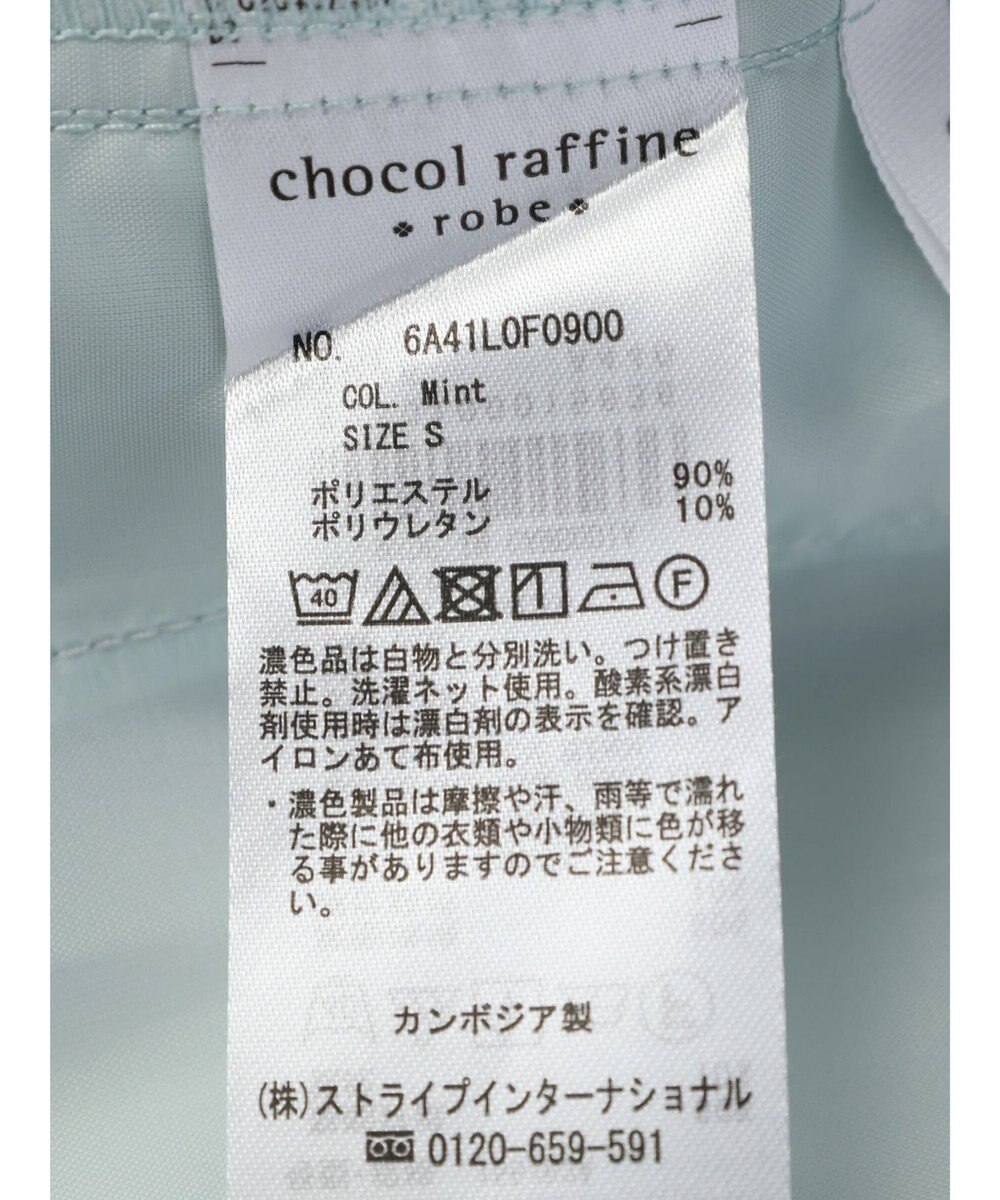 chocol raffine
robe
NO. 6A41L0F0900
COL. Mint
SIZE S
ポリエステル 90%
ポリウレタン 10%
40 F
濃色品は白物と分別洗い。つけ置き
禁止。洗濯ネット使用。酸素系漂白
剤使用時は漂白剤の表示を確認。ア
イロンあて布使用。
・濃色製品は摩擦や汗、雨等で濡れ
た際に他の衣類や小物類に色が移
る事がありますのでご注意くださ
い。
カンボジア製
(株)ストライプインターナショナル
0120-659-591